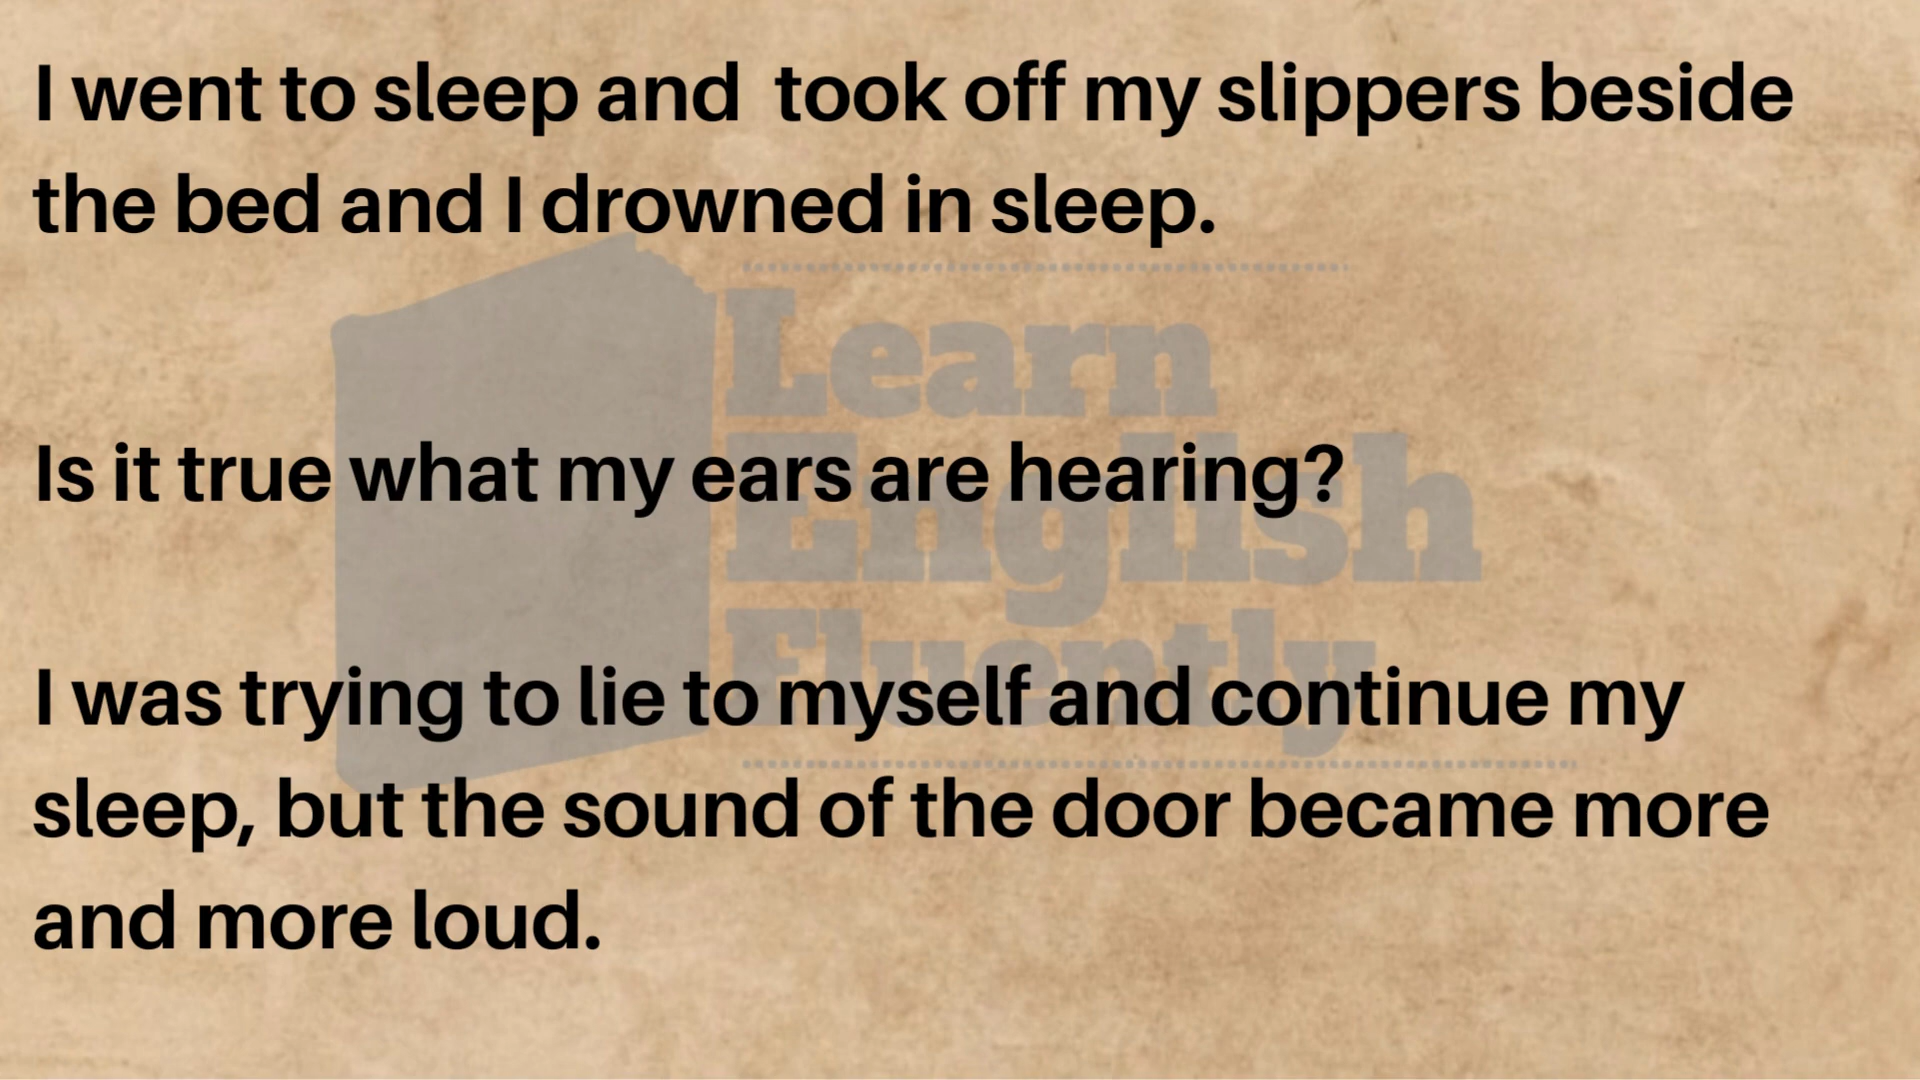 I went to sleep and  took off my slippers beside
the bed and I drowned in sleep.
Learn
Is it true what my ears are hearing?
English
Fluently
I was trying to lie to myself and continue my
sleep, but the sound of the door became more
and more loud.